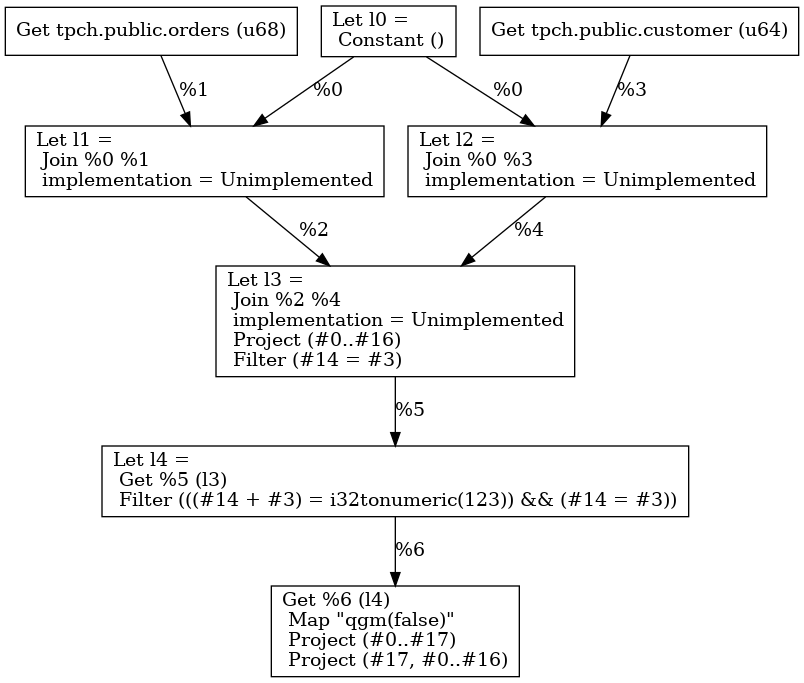 Get tpch.public.orders (u68)
Let l0 =
Constant ()
Get tpch.public.customer (u64)
%1
%0
%0
%3
Let l1 =
Join %0 %1
implementation = Unimplemented
Let l2 =
Join %0 %3
implementation = Unimplemented
%2
%4
Let l3 =
Join %2 %4
implementation = Unimplemented
Project (#0..#16)
Filter (#14 = #3)
%5
Let l4 =
Get %5 (l3)
Filter (((#14 + #3) = i32tonumeric(123)) && (#14 = #3))
%6
Get %6 (l4)
Map "qgm(false)"
Project (#0..#17)
Project (#17, #0..#16)